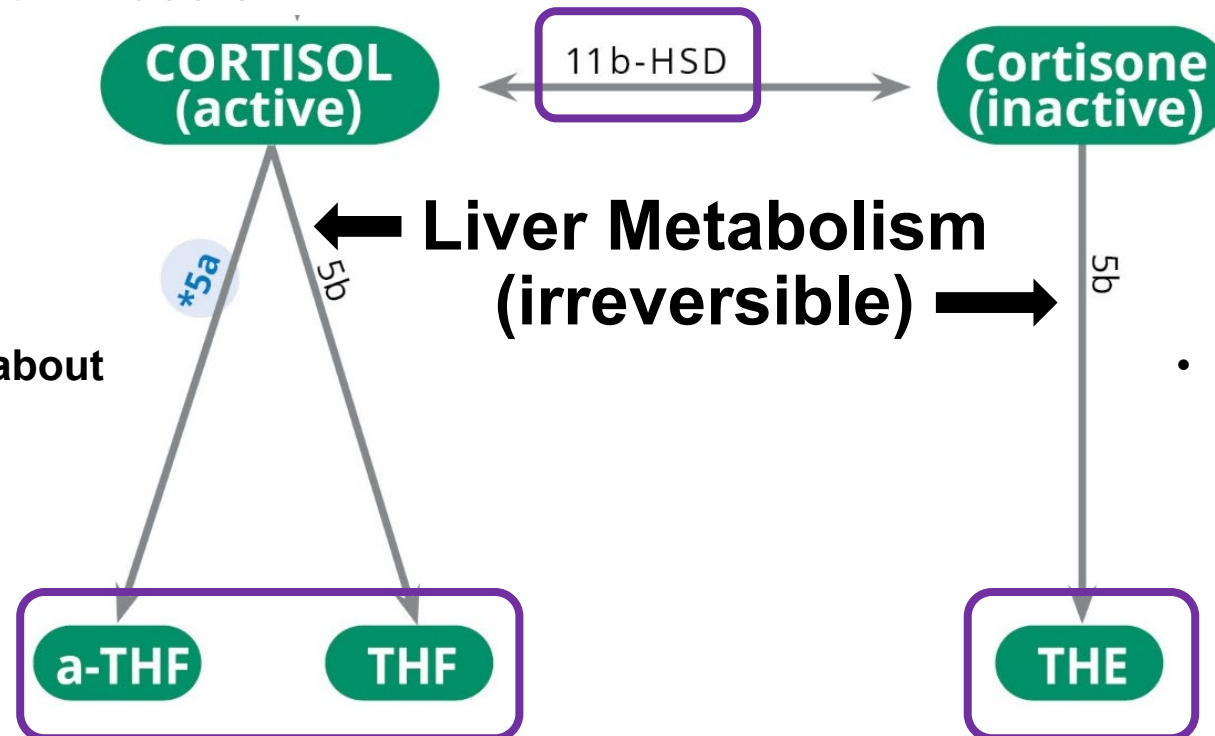 CORTISOL
(active)
11b-HSD
Cortisone
(inactive)
Liver Metabolism
(irreversible)
*5a
5b
5b
about
•
a-THF
THF
THE